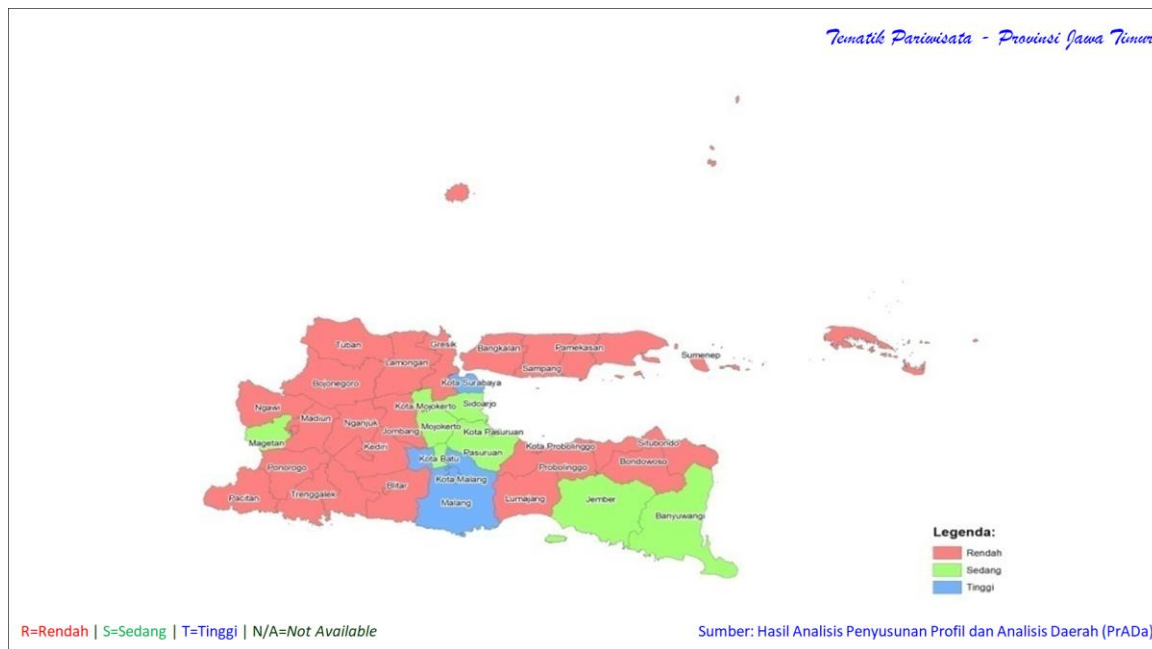 Tematik Pariwisata - Provinsi Jawa Timur
Tuban
Gresik
Bangkalan
Pamekasan
Sumenep
Lamongan
Sampang
Bojonegoro
Kota Surabaya
Ngawi
Kota Mojokerto
Sidoarjo
Madiun
Nganjuk
Mojokerto
Jombang
Kota Pasuruan
Magetan
Kediri
Kota Probolinggo
Situbondo
Pasuruan
Kota Batu
Ponorogo
Probolinggo
Bondowoso
Kota Malang
Blitar
Pacitan
Trenggalek
Malang
Lumajang
Jember
Banyuwangi
Legenda:
Rendah
Sedang
Tinggi
R=Rendah | S=Sedang | T=Tinggi | N/A=Not Available
Sumber: Hasil Analisis Penyusunan Profil dan Analisis Daerah (PrADa)